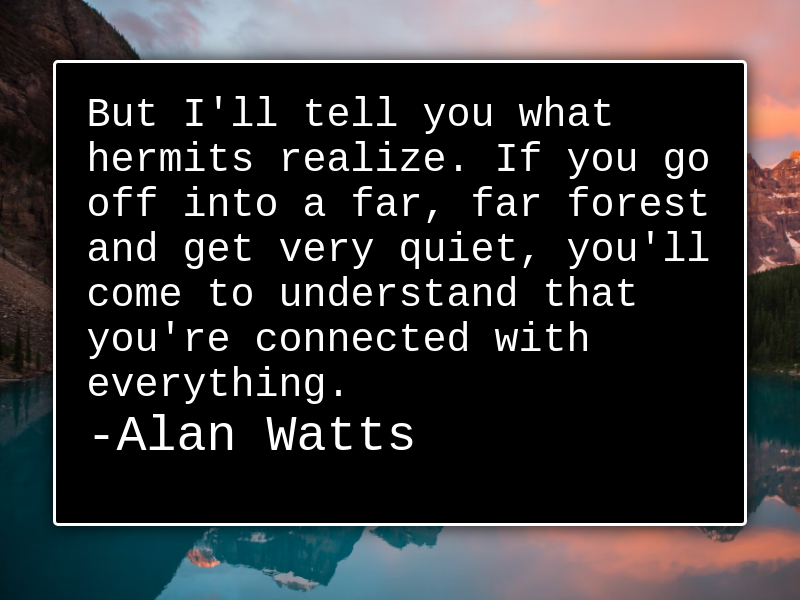 But I'll tell you what
hermits realize. If you go
off into a far, far forest
and get very quiet, you'll
come to understand that
you're connected with
everything.
-Alan Watts